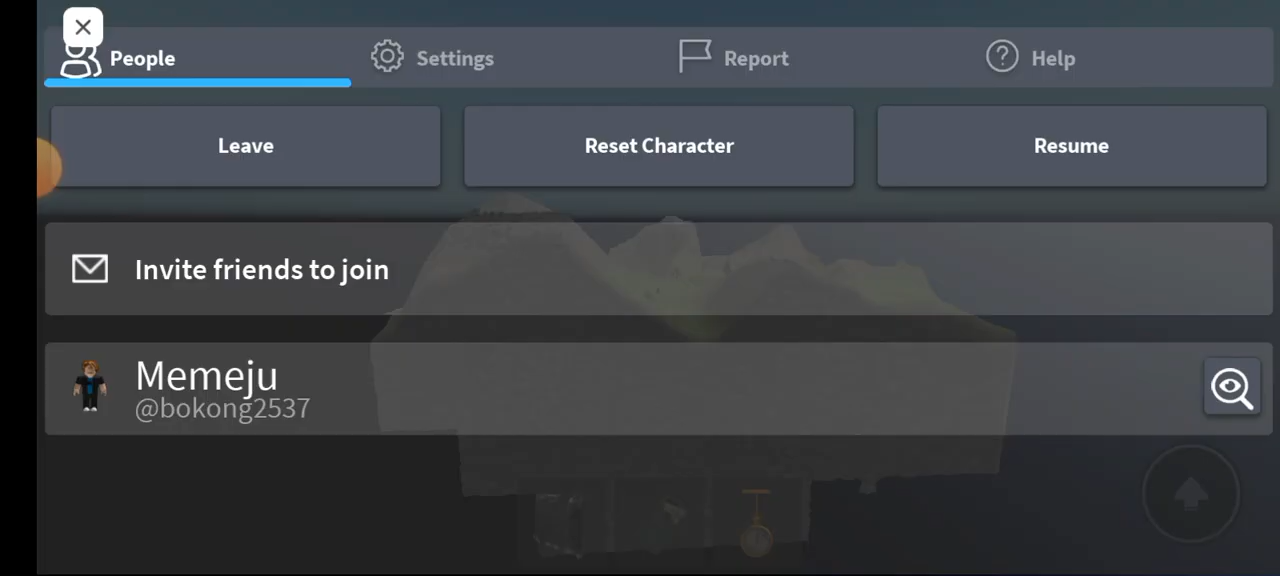 People
Settings
Report
Help
Leave
Reset Character
Resume
Invite friends to join
Memeju
@bokong2537